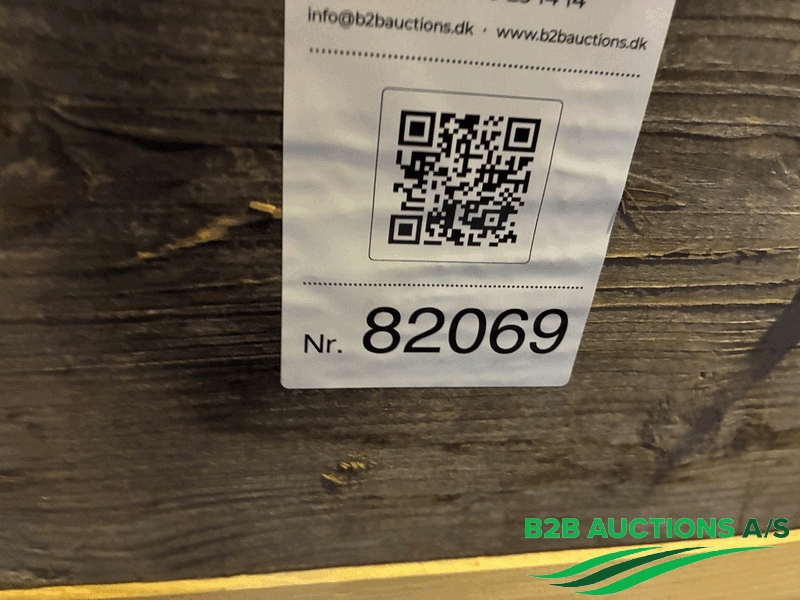 info@b2bauctions.dk · www.b2bauctions.dk
Nr. 82069
B2B AUCTIONS A/S